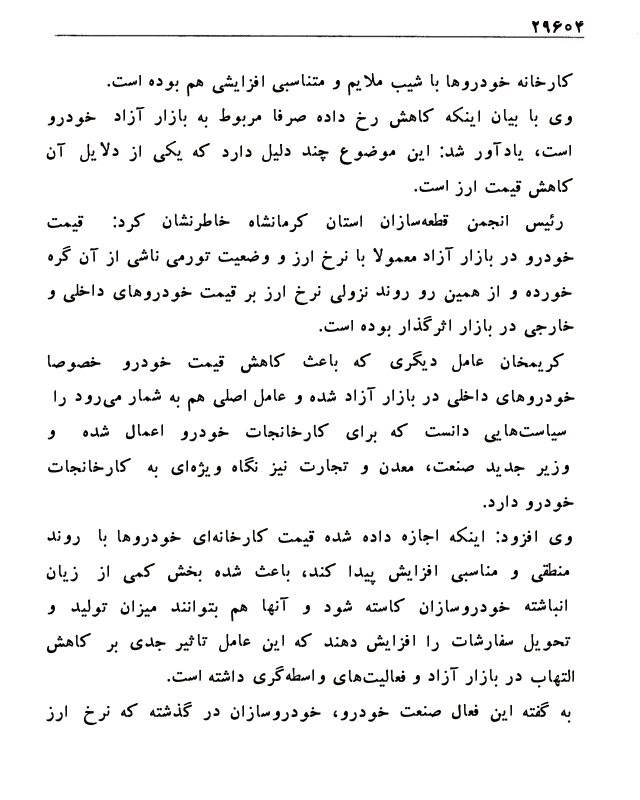 ۲۹۶۰۴
کارخانه خودروها با شیب ملایم و متناسبی افزایشی هم بوده است.
وی با بیان اینکه کاهش رخ داده صرفا مربوط به بازار آزاد خودرو
است، یادآور شد: این موضوع چند دلیل دارد که یکی از دلایل آن
کاهش قیمت ارز است.
رئیس انجمن قطعه‌سازان استان کرمانشاه خاطرنشان کرد: قیمت
خودرو در بازار آزاد معمولا با نرخ ارز و وضعیت تورمی ناشی از آن گره
خورده و از همین رو روند نزولی نرخ ارز بر قیمت خودروهای داخلی و
خارجی در بازار اثرگذار بوده است.
کریمخان عامل دیگری که باعث کاهش قیمت خودرو خصوصا
خودروهای داخلی در بازار آزاد شده و عامل اصلی هم به شمار می‌رود را
سیاست‌هایی دانست که برای کارخانجات خودرو اعمال شده و
وزیر جدید صنعت، معدن و تجارت نیز نگاه ویژه‌ای به کارخانجات
خودرو دارد.
وی افزود: اینکه اجازه داده شده قیمت کارخانه‌ای خودروها با روند
منطقی و مناسبی افزایش پیدا کند، باعث شده بخش کمی از زیان
انباشته خودروسازان کاسته شود و آنها هم بتوانند میزان تولید و
تحویل سفارشات را افزایش دهند که این عامل تاثیر جدی بر کاهش
التهاب در بازار آزاد و فعالیت‌های واسطه‌گری داشته است.
به گفته این فعال صنعت خودرو، خودروسازان در گذشته که نرخ ارز